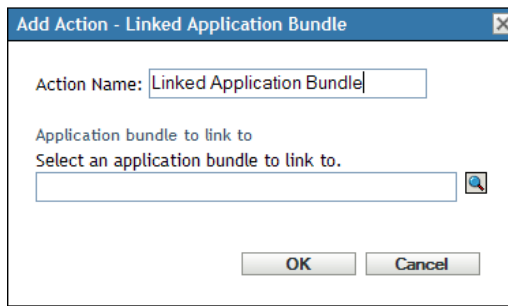 Add Action - Linked Application Bundle
Action Name: Linked Application Bundle
Application bundle to link to
Select an application bundle to link to.
OK Cancel